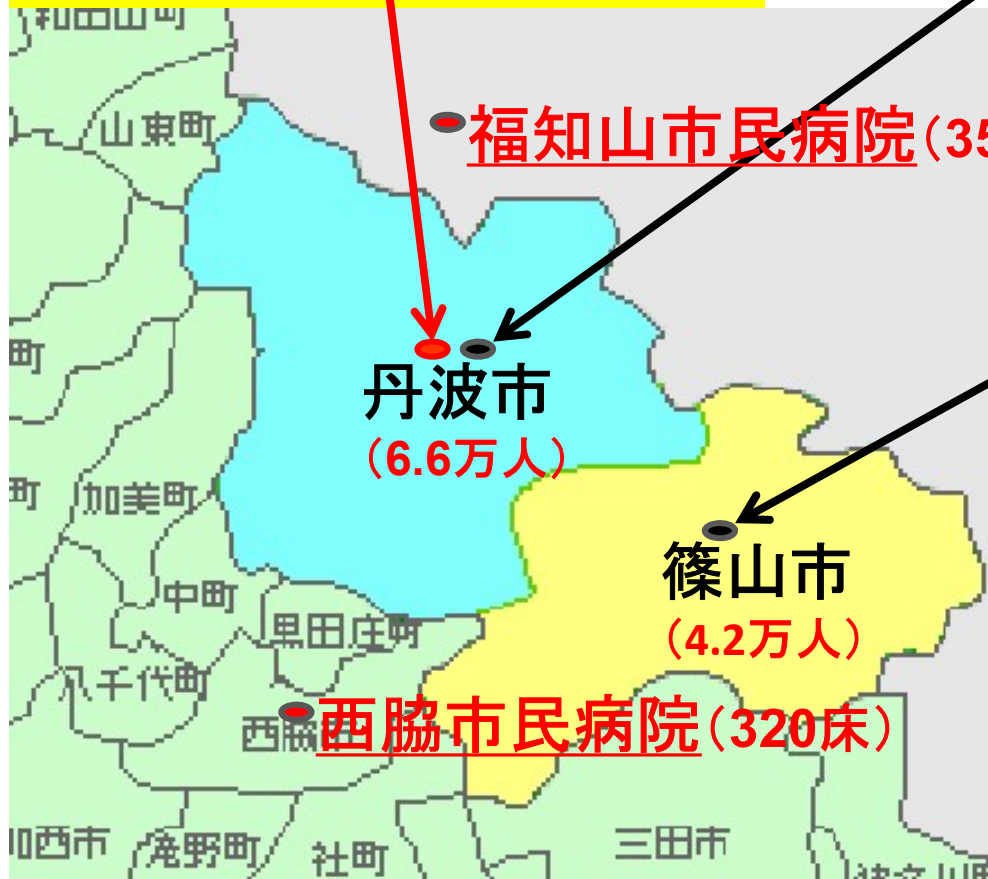 和田山町
山東町
福知山市民病院（35
町
丹波市
（6.6万人）
町
加美町
篠山市
中町
（4.2万人）
黒田庄町
八千代町
西脇市民病院（320床）
西脇市
加西市
滝野町
社町
三田市